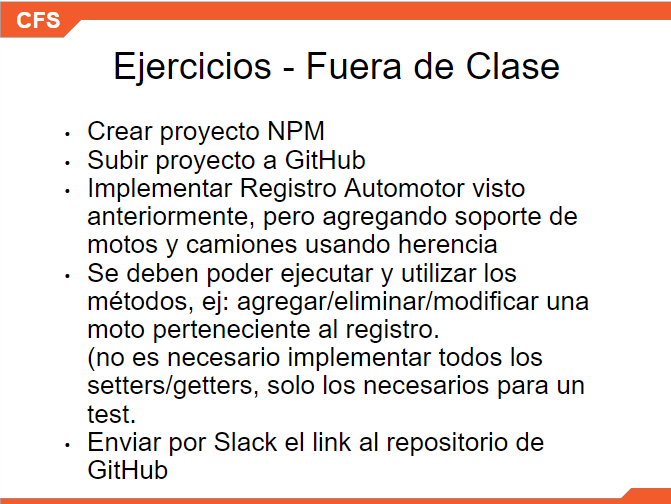 CFS
Ejercicios - Fuera de Clase
• Crear proyecto NPM
• Subir proyecto a GitHub
• Implementar Registro Automotor visto
anteriormente, pero agregando soporte de
motos y camiones usando herencia
• Se deben poder ejecutar y utilizar los
métodos, ej: agregar/eliminar/modificar una
moto perteneciente al registro.
(no es necesario implementar todos los
setters/getters, solo los necesarios para un
test.
• Enviar por Slack el link al repositorio de
GitHub